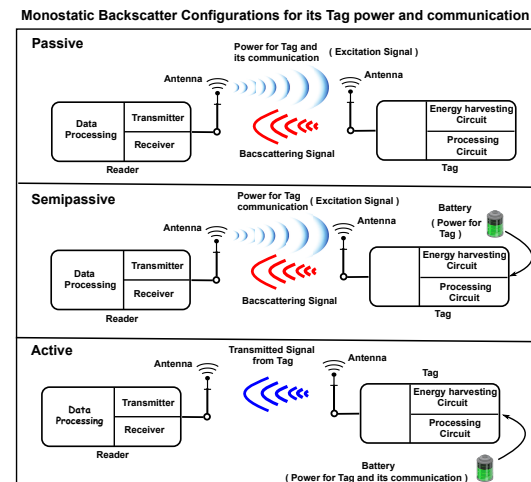 Monostatic Backscatter Configurations for its Tag power and communication
Passive
Power for Tag and
its communication
( Excitation Signal )
Antenna
Antenna
Data
Processing
Transmitter
Receiver
Reader
Bacscattering Signal
Energy harvesting
Circuit
Processing
Circuit
Tag
Semipassive
Power for Tag
communication
( Excitation Signal )
Antenna
Antenna
Battery
( Power for
Tag )
Data
Processing
Transmitter
Receiver
Reader
Bacscattering Signal
Energy harvesting
Circuit
Processing
Circuit
Tag
Active
Transmitted Signal
from Tag
Antenna
Antenna
Tag
Data
Processing
Transmitter
Receiver
Reader
Energy harvesting
Circuit
Processing
Circuit
Battery
( Power for Tag and its communication )